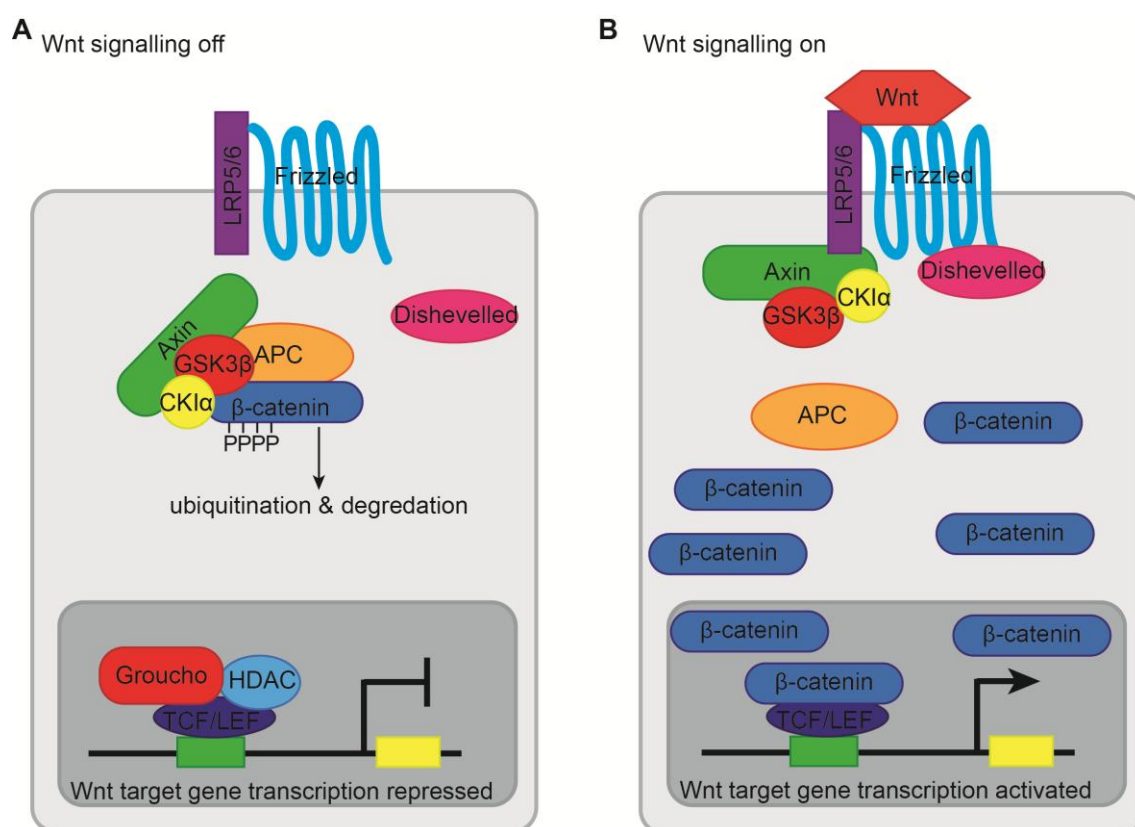 A
Wnt signalling off
LRP5/6
Frizzled
Dishevelled
Axin
GSK3β
APC
CKIα
β-catenin
PPPP
ubiquitination & degredation
Groucho
HDAC
TCF/LEF
Wnt target gene transcription repressed
B
Wnt signalling on
Wnt
LRP5/6
Frizzled
Axin
Dishevelled
CKIα
GSK3β
APC
β-catenin
β-catenin
β-catenin
β-catenin
β-catenin
β-catenin
β-catenin
TCF/LEF
Wnt target gene transcription activated